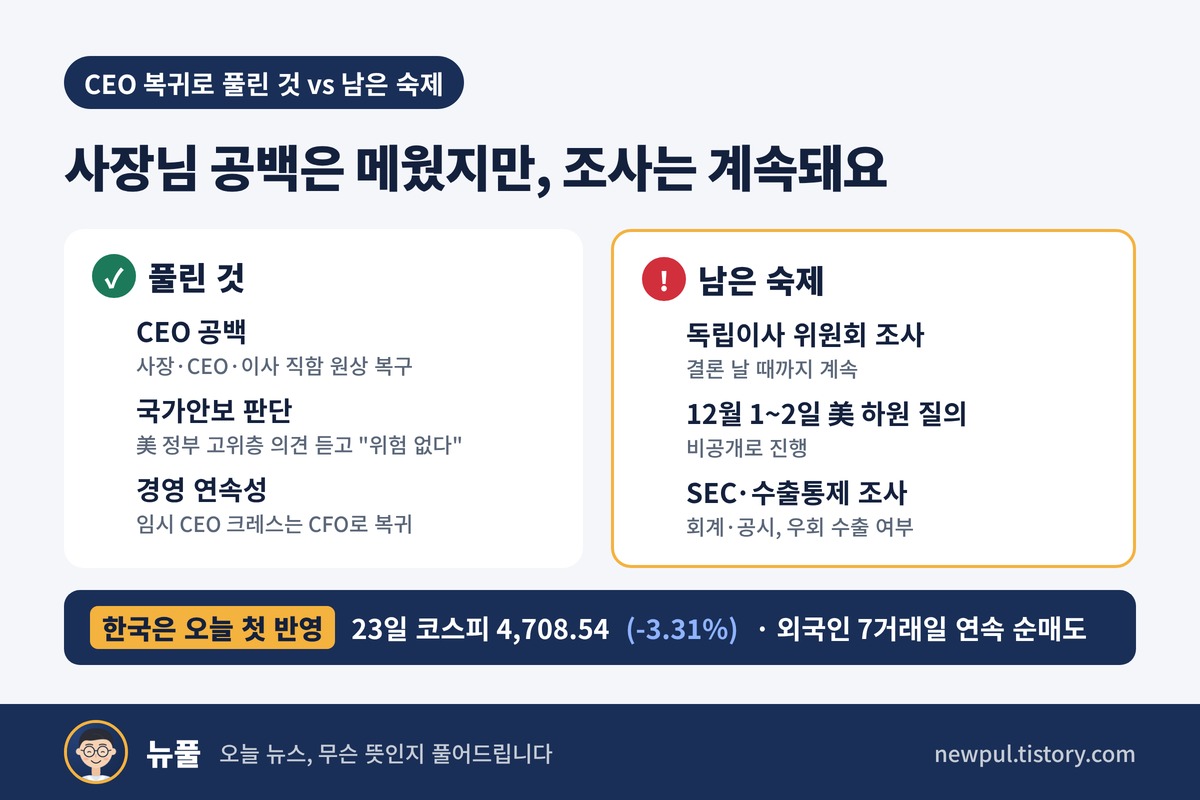 CEO 복귀로 풀린 것 vs 남은 숙제
사장님 공백은 메웠지만, 조사는 계속돼요
✓ 풀린 것
CEO 공백
사장·CEO·이사 직함 원상 복구
국가안보 판단
美 정부 고위층 의견 듣고 "위험 없다"
경영 연속성
임시 CEO 크레스는 CFO로 복귀
! 남은 숙제
독립이사 위원회 조사
결론 날 때까지 계속
12월 1~2일 美 하원 질의
비공개로 진행
SEC·수출통제 조사
회계·공시, 우회 수출 여부
한국은 오늘 첫 반영 23일 코스피 4,708.54 (-3.31%) · 외국인 7거래일 연속 순매도
뉴풀 오늘 뉴스, 무슨 뜻인지 풀어드립니다 newpul.tistory.com